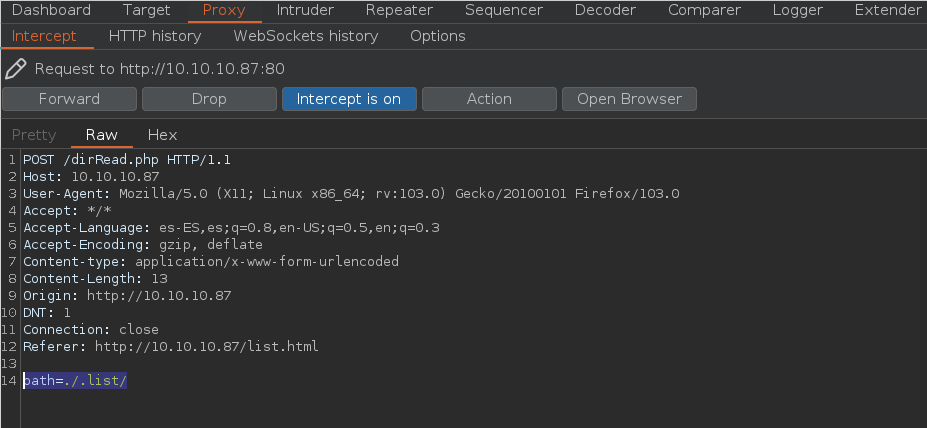 Dashboard Target Proxy Intruder Repeater Sequencer Decoder Comparer Logger Extender
Intercept HTTP history WebSockets history Options
Request to http://10.10.10.87:80
Forward Drop Intercept is on Action Open Browser
Pretty Raw Hex
1 POST /dirRead.php HTTP/1.1
2 Host: 10.10.10.87
3 User-Agent: Mozilla/5.0 (X11; Linux x86_64; rv:103.0) Gecko/20100101 Firefox/103.0
4 Accept: */*
5 Accept-Language: es-ES,es;q=0.8,en-US;q=0.5,en;q=0.3
6 Accept-Encoding: gzip, deflate
7 Content-type: application/x-www-form-urlencoded
8 Content-Length: 13
9 Origin: http://10.10.10.87
10 DNT: 1
11 Connection: close
12 Referer: http://10.10.10.87/list.html
13
14 path=./.list/